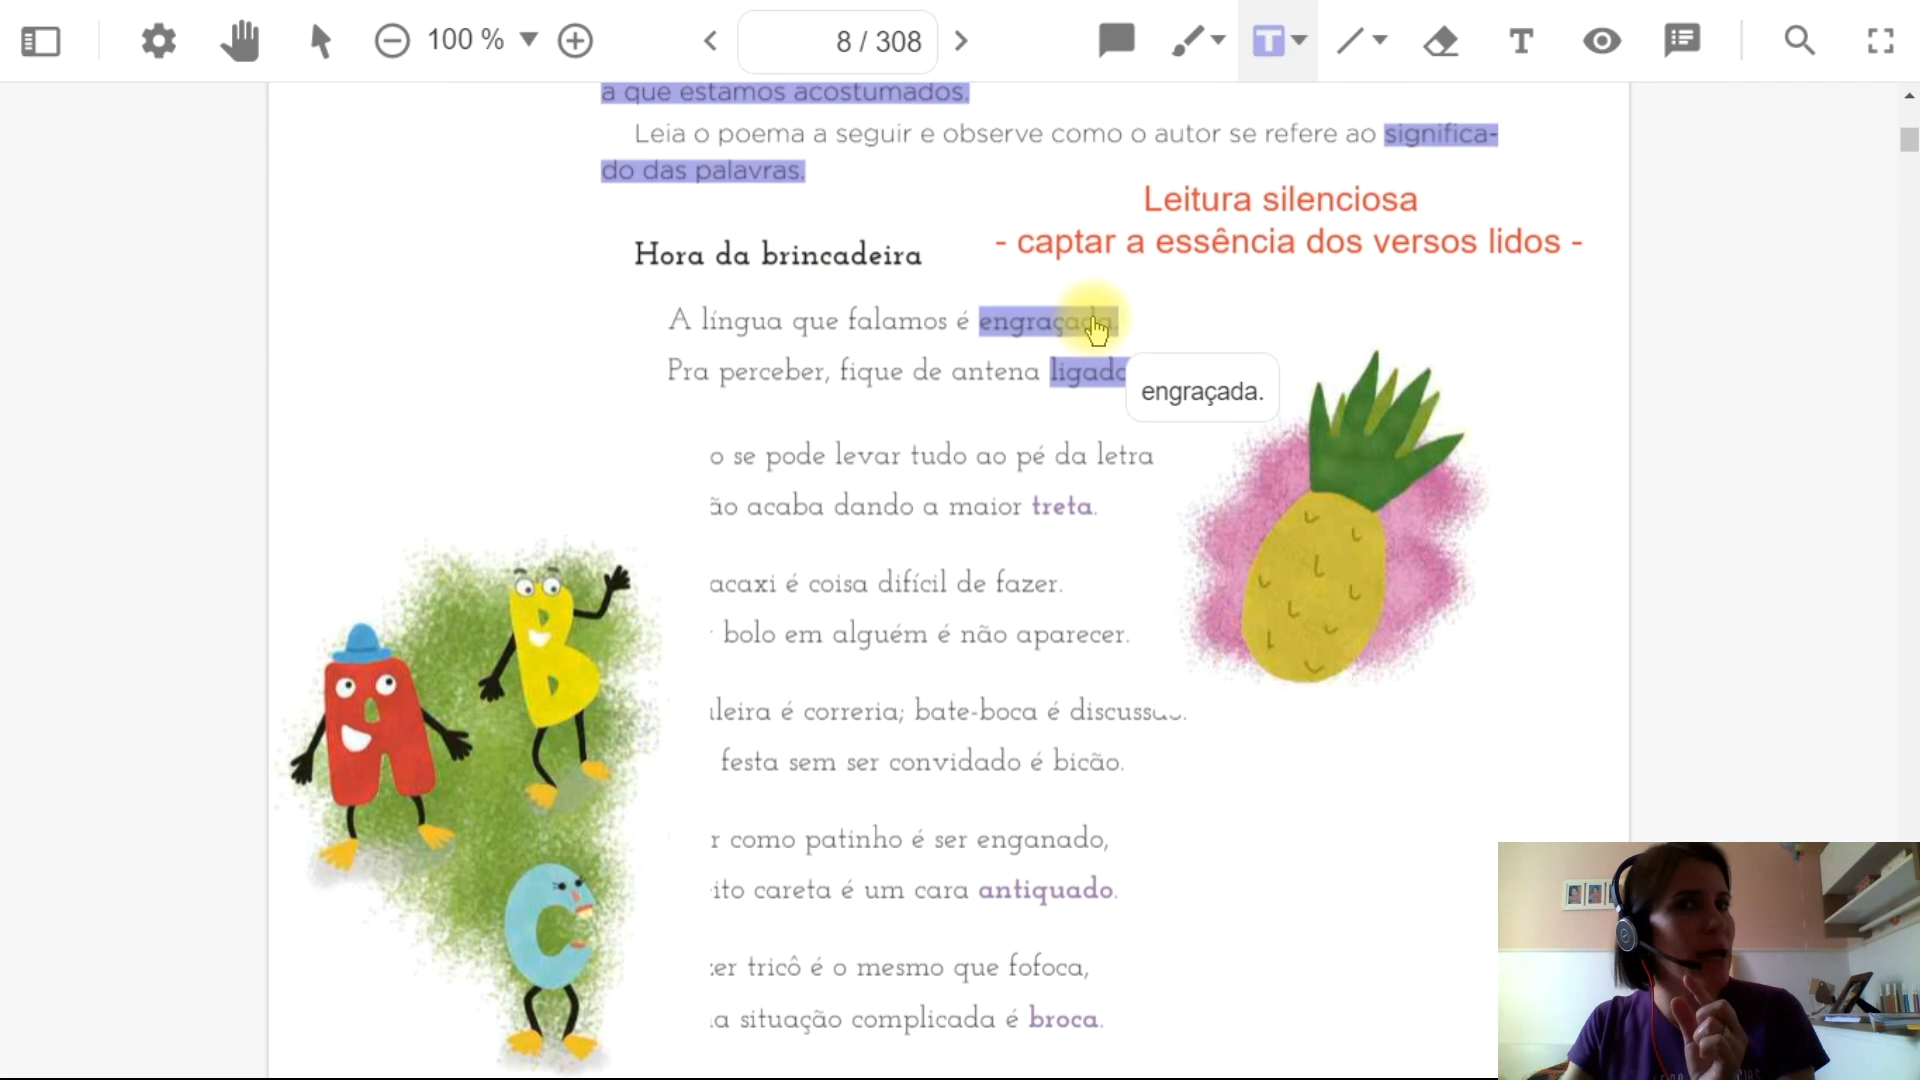 100 %
8 / 308
a que estamos acostumados.
Leia o poema a seguir e observe como o autor se refere ao significa-
do das palavras.
Leitura silenciosa
- captar a essência dos versos lidos -
Hora da brincadeira
A língua que falamos é engraçada.
Pra perceber, fique de antena
engraçada.
o se pode levar tudo ao pé da letra
ão acaba dando a maior treta.
acaxi é coisa difícil de fazer.
bolo em alguém é não aparecer.
leira é correria; bate-boca é
festa sem ser convidado é bicão.
r como patinho é ser enganado,
ito careta é um cara antiquado.
er tricô é o mesmo que fofoca,
a situação complicada é broca.